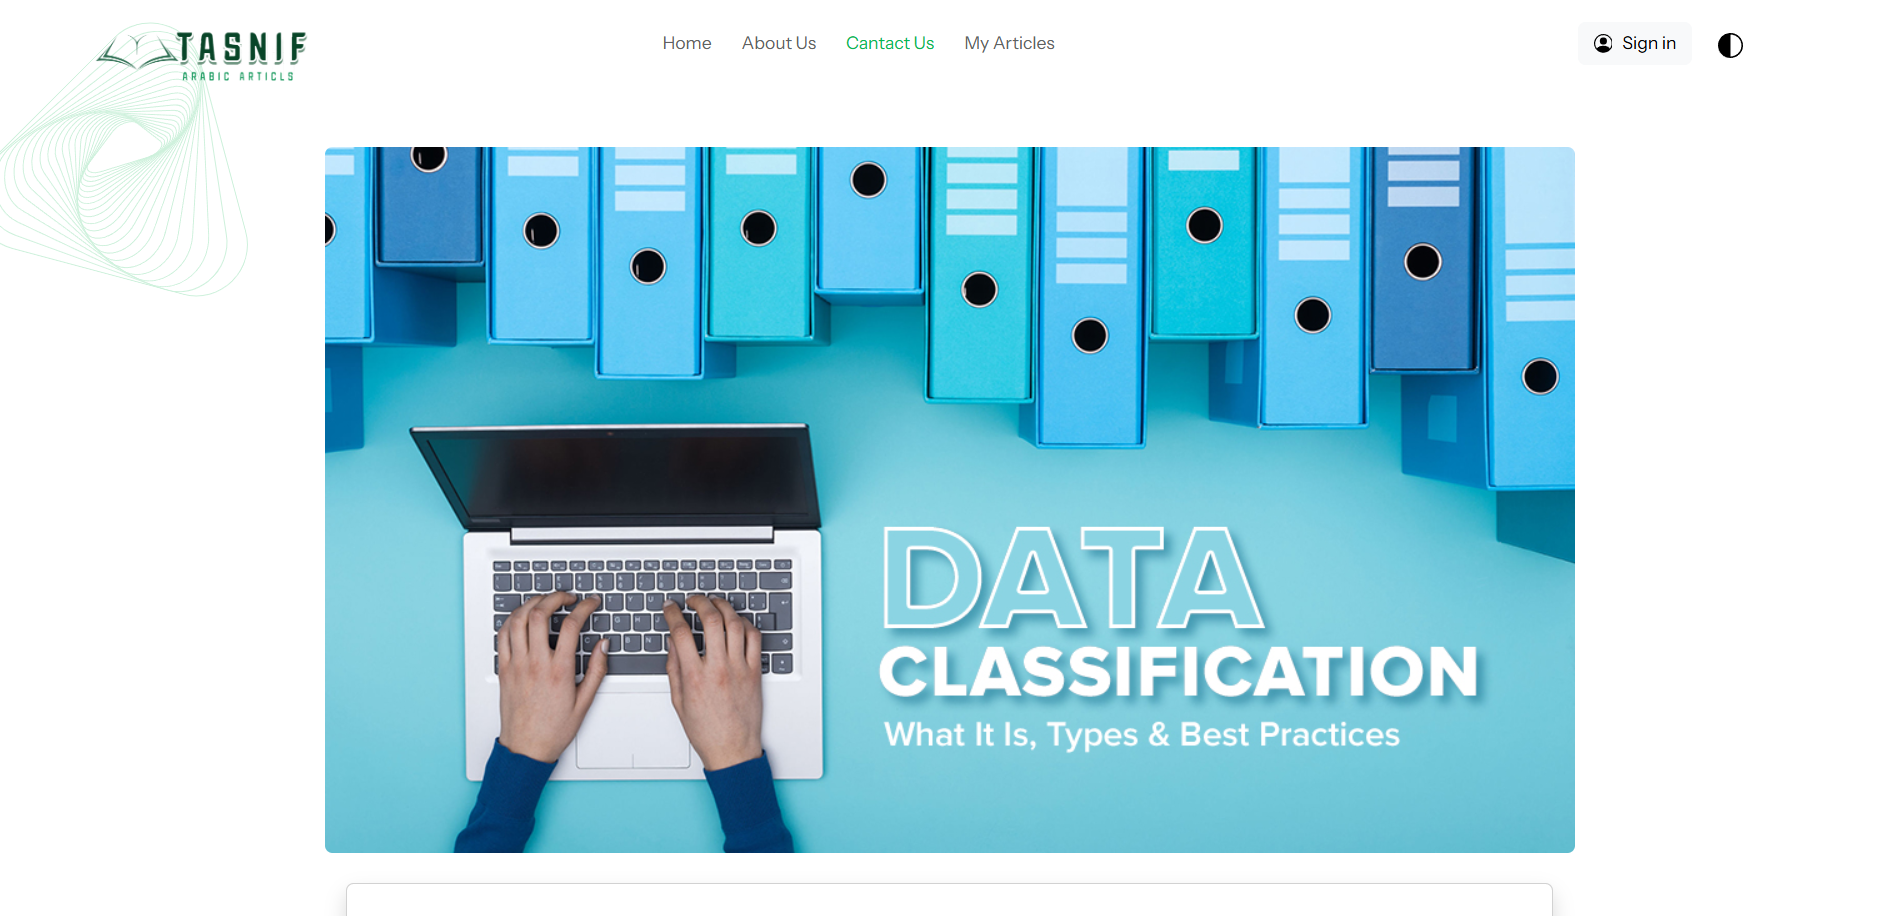 TASNIF
ARABIC ARTICLS
Home
About Us
Cantact Us
My Articles
Sign in
DATA
CLASSIFICATION
What It Is, Types & Best Practices